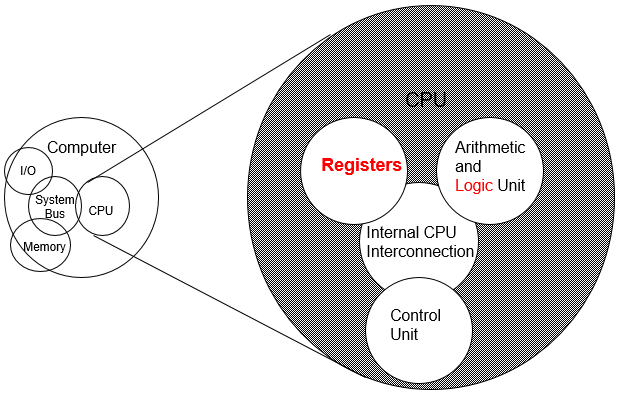 Computer
I/O
System
Bus
CPU
Memory
CPU
Registers
Arithmetic
and
Logic Unit
Internal CPU
Interconnection
Control
Unit